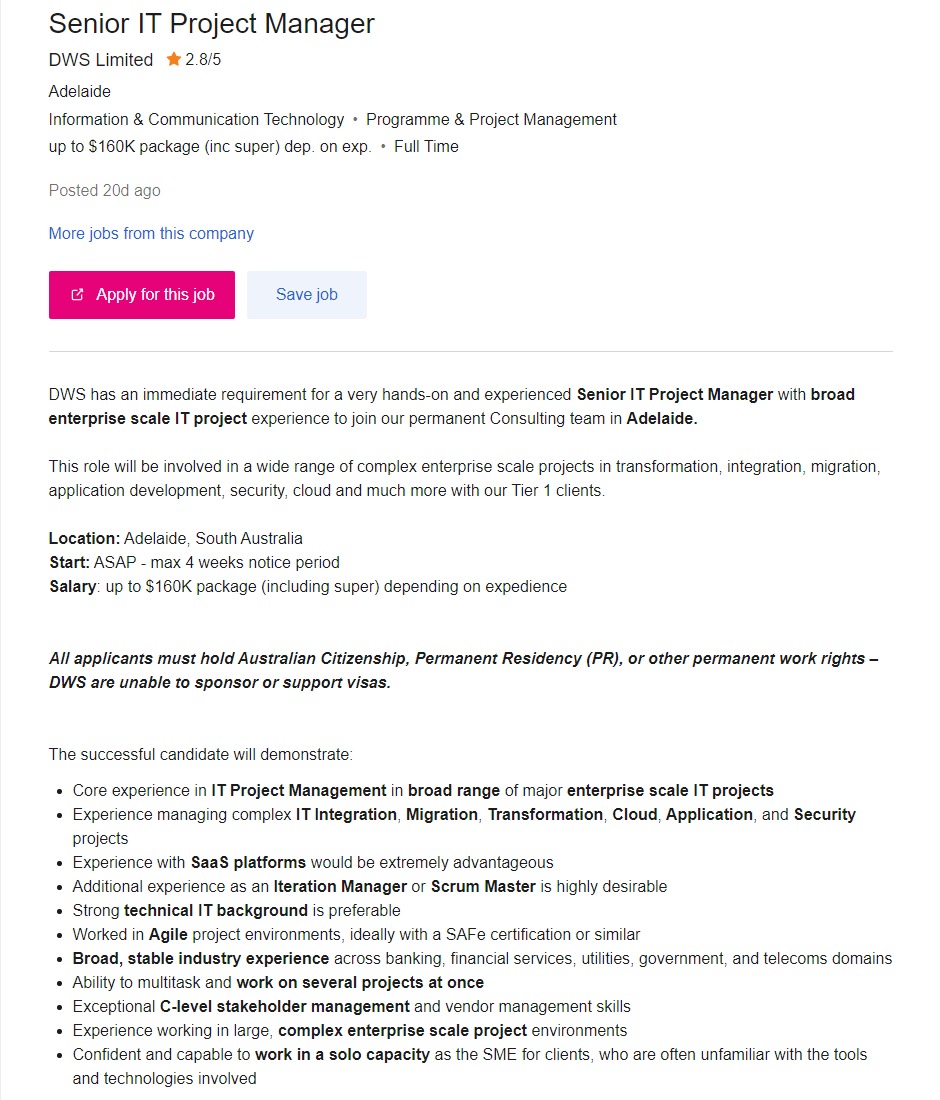 Senior IT Project Manager
DWS Limited 2.8/5
Adelaide
Information & Communication Technology • Programme & Project Management
up to $160K package (inc super) dep. on exp. • Full Time
Posted 20d ago
More jobs from this company
Apply for this job Save job
DWS has an immediate requirement for a very hands-on and experienced Senior IT Project Manager with broad
enterprise scale IT project experience to join our permanent Consulting team in Adelaide.
This role will be involved in a wide range of complex enterprise scale projects in transformation, integration, migration,
application development, security, cloud and much more with our Tier 1 clients.
Location: Adelaide, South Australia
Start: ASAP - max 4 weeks notice period
Salary: up to $160K package (including super) depending on expedience
All applicants must hold Australian Citizenship, Permanent Residency (PR), or other permanent work rights –
DWS are unable to sponsor or support visas.
The successful candidate will demonstrate:
• Core experience in IT Project Management in broad range of major enterprise scale IT projects
• Experience managing complex IT Integration, Migration, Transformation, Cloud, Application, and Security
projects
• Experience with SaaS platforms would be extremely advantageous
• Additional experience as an Iteration Manager or Scrum Master is highly desirable
• Strong technical IT background is preferable
• Worked in Agile project environments, ideally with a SAFe certification or similar
• Broad, stable industry experience across banking, financial services, utilities, government, and telecoms domains
• Ability to multitask and work on several projects at once
• Exceptional C-level stakeholder management and vendor management skills
• Experience working in large, complex enterprise scale project environments
• Confident and capable to work in a solo capacity as the SME for clients, who are often unfamiliar with the tools
and technologies involved